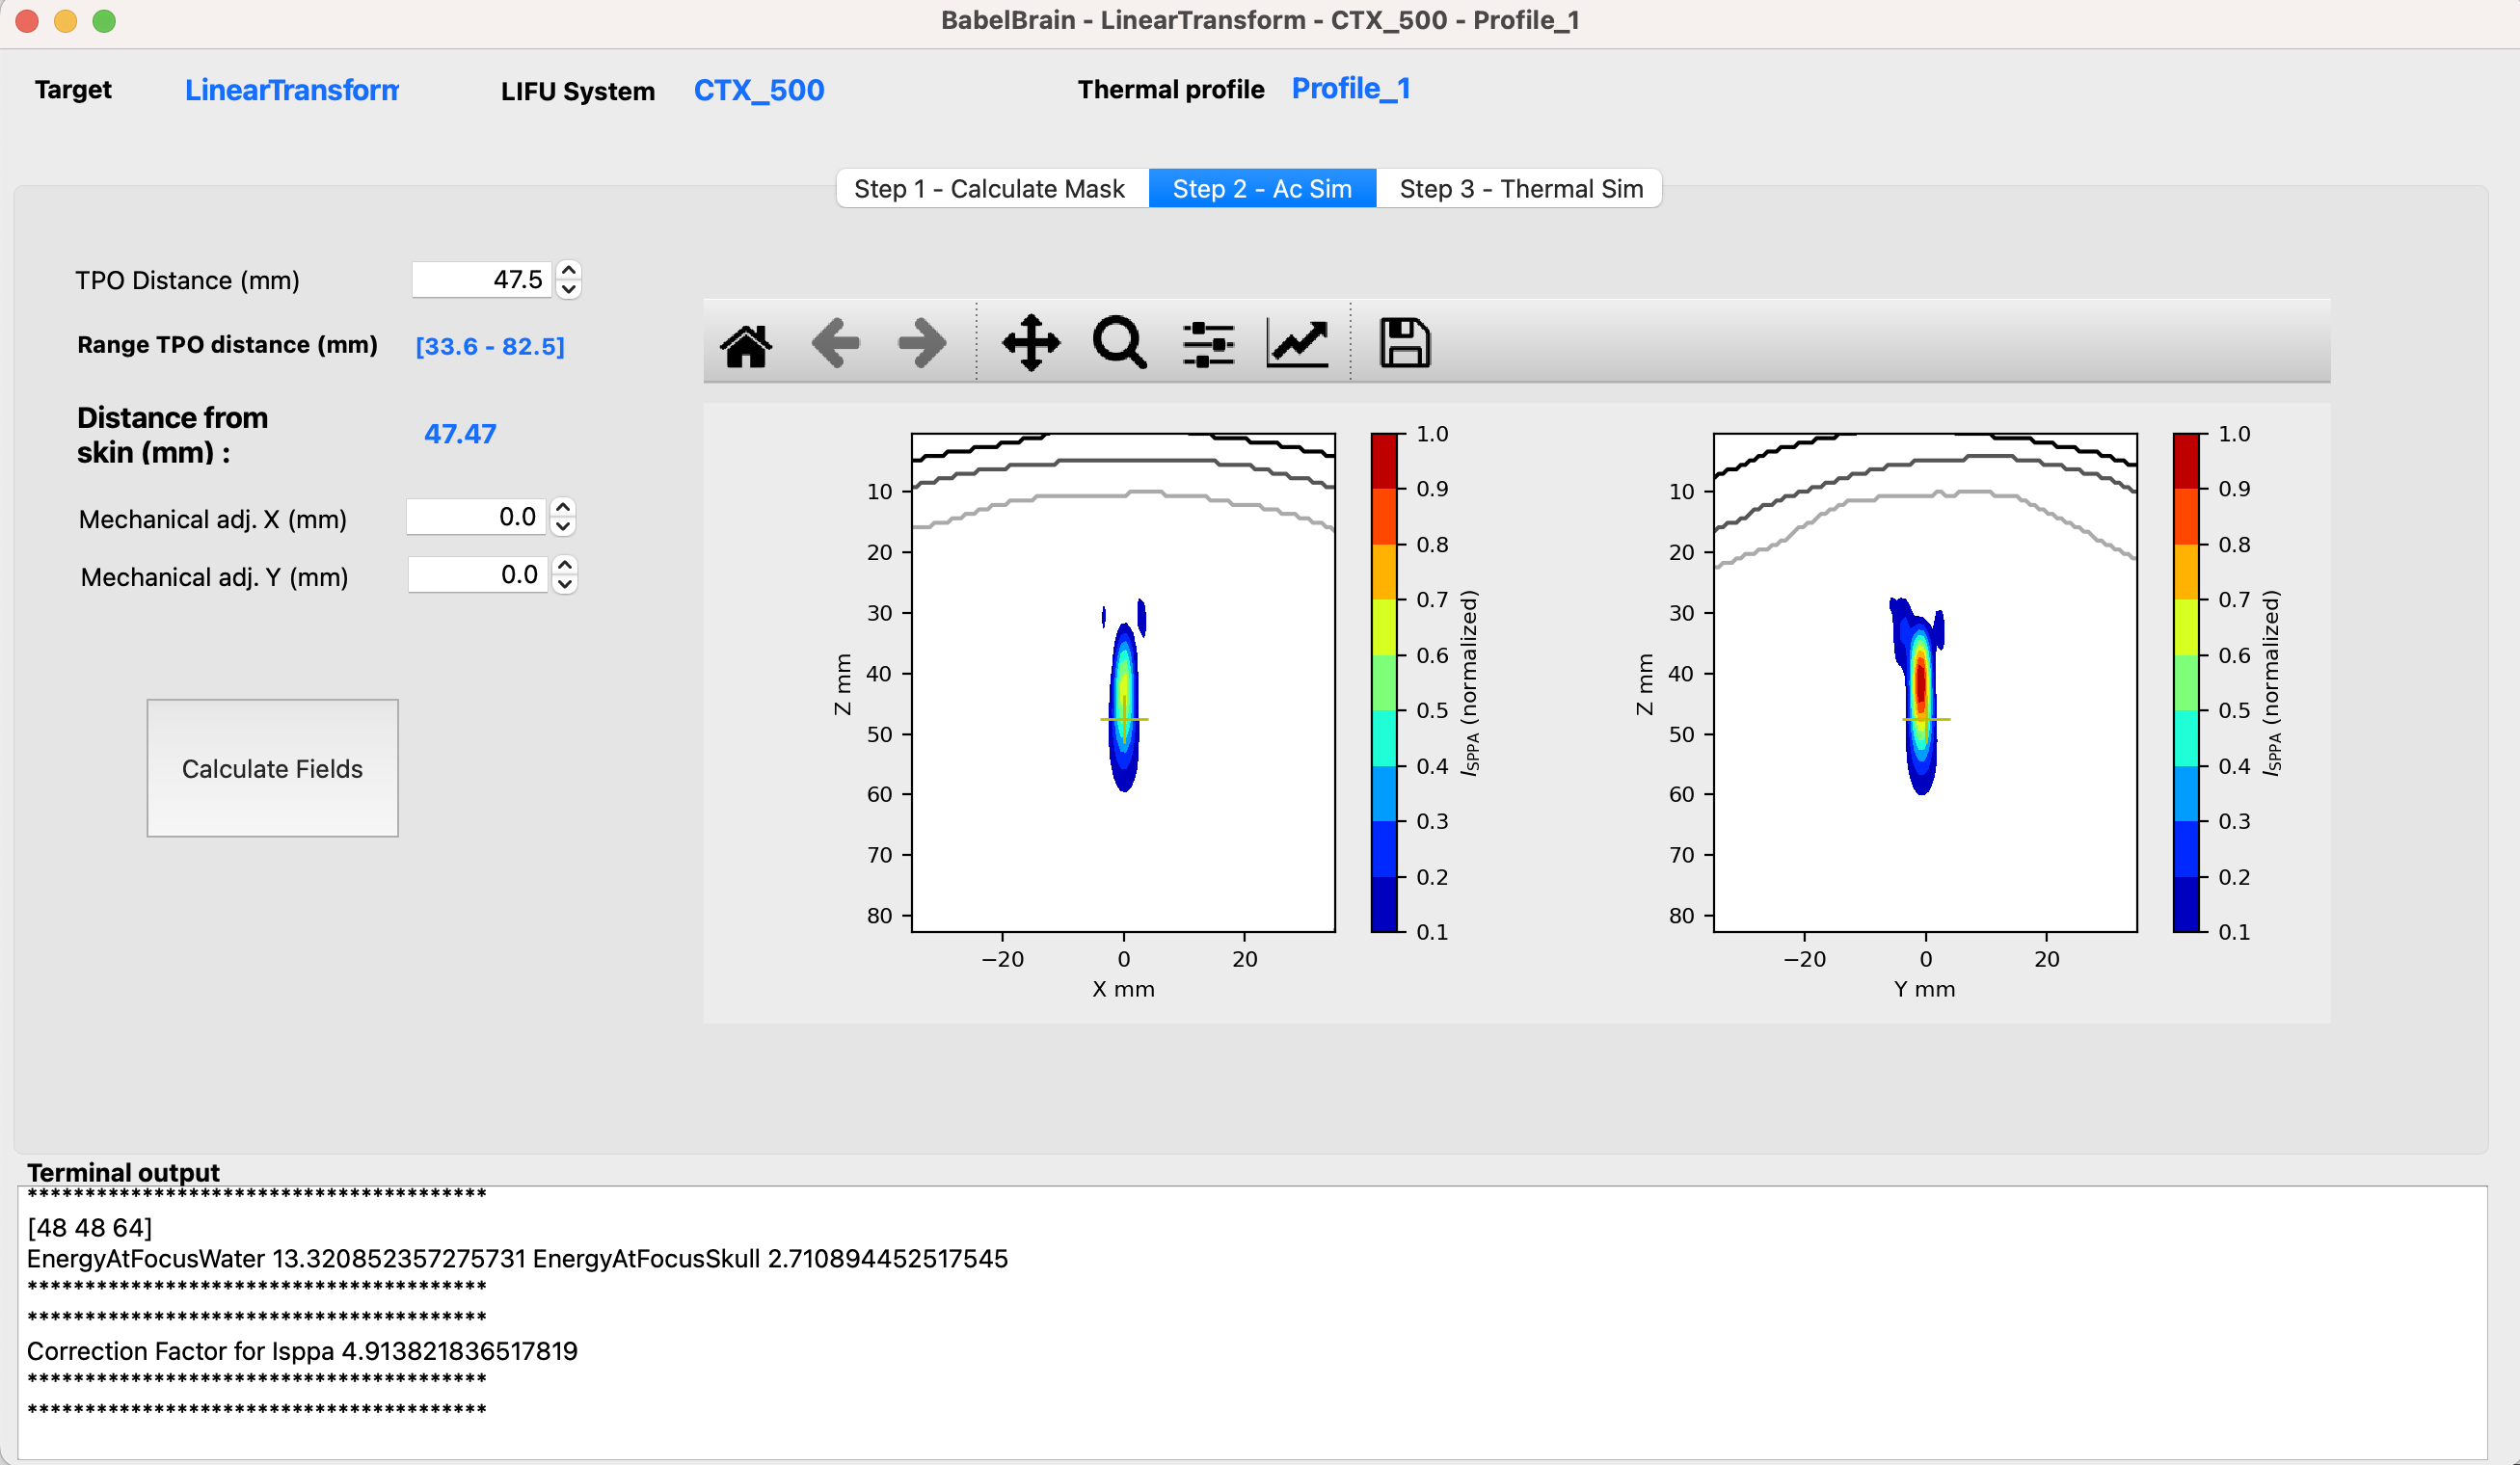 BabelBrain - LinearTransform - CTX_500 - Profile_1
Target LinearTransform LIFU System CTX_500 Thermal profile Profile_1
Step 1 - Calculate Mask Step 2 - Ac Sim Step 3 - Thermal Sim
TPO Distance (mm) 47.5
Range TPO distance (mm) [33.6 - 82.5]
Distance from
skin (mm) : 47.47
Mechanical adj. X (mm) 0.0
Mechanical adj. Y (mm) 0.0
Calculate Fields
Z mm
10
20
30
40
50
60
70
80
−20 0 20
X mm
1.0
0.9
0.8
0.7
0.6
0.5
0.4
0.3
0.2
0.1
ISPPA (normalized)
Z mm
10
20
30
40
50
60
70
80
−20 0 20
Y mm
1.0
0.9
0.8
0.7
0.6
0.5
0.4
0.3
0.2
0.1
ISPPA (normalized)
Terminal output
****************************************
[48 48 64]
EnergyAtFocusWater 13.320852357275731 EnergyAtFocusSkull 2.710894452517545
****************************************
****************************************
Correction Factor for Isppa 4.913821836517819
****************************************
****************************************